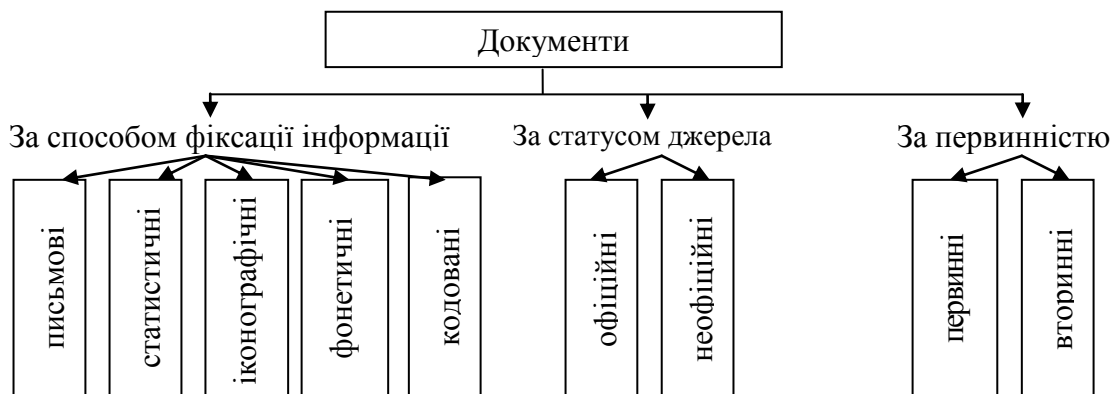 Документи
За способом фіксації інформації
За статусом джерела
За первинністю
письмові
статистичні
іконографічні
фонетичні
кодовані
офіційні
неофіційні
первинні
вторинні